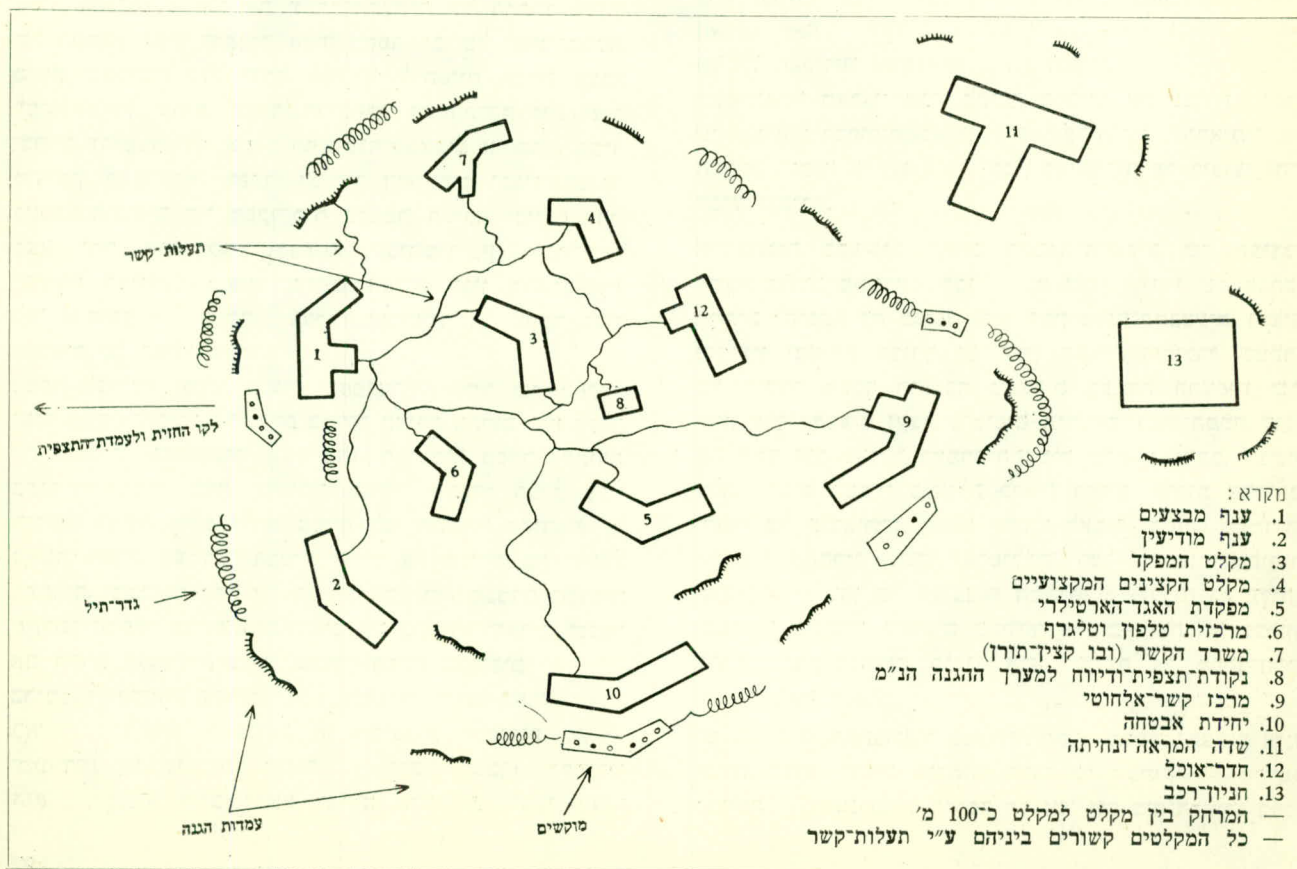 11
7
4
תעלות-קשר
12
3
1
13
8
9
לקו החזית ולעמדת-התצפית
6
5
2
גדר-תיל
10
עמדות הגנה
מוקשים
מקרא:
1. ענף מבצעים
2. ענף מודיעין
3. מקלט המפקד
4. מקלט הקצינים המקצועיים
5. מפקדת האגד-הארטילרי
6. מרכזית טלפון וטלגרף
7. משרד הקשר (ובו קצין-תורן)
8. נקודת-תצפית-ודיווח למערך ההגנה הנ״מ
9. מרכז קשר-אלחוטי
10. יחידת אבטחה
11. שדה המראה-ונחיתה
12. חדר-אוכל
13. חניון-רכב
— המרחק בין מקלט למקלט כ-100 מ'
— כל המקלטים קשורים ביניהם ע״י תעלות-קשר